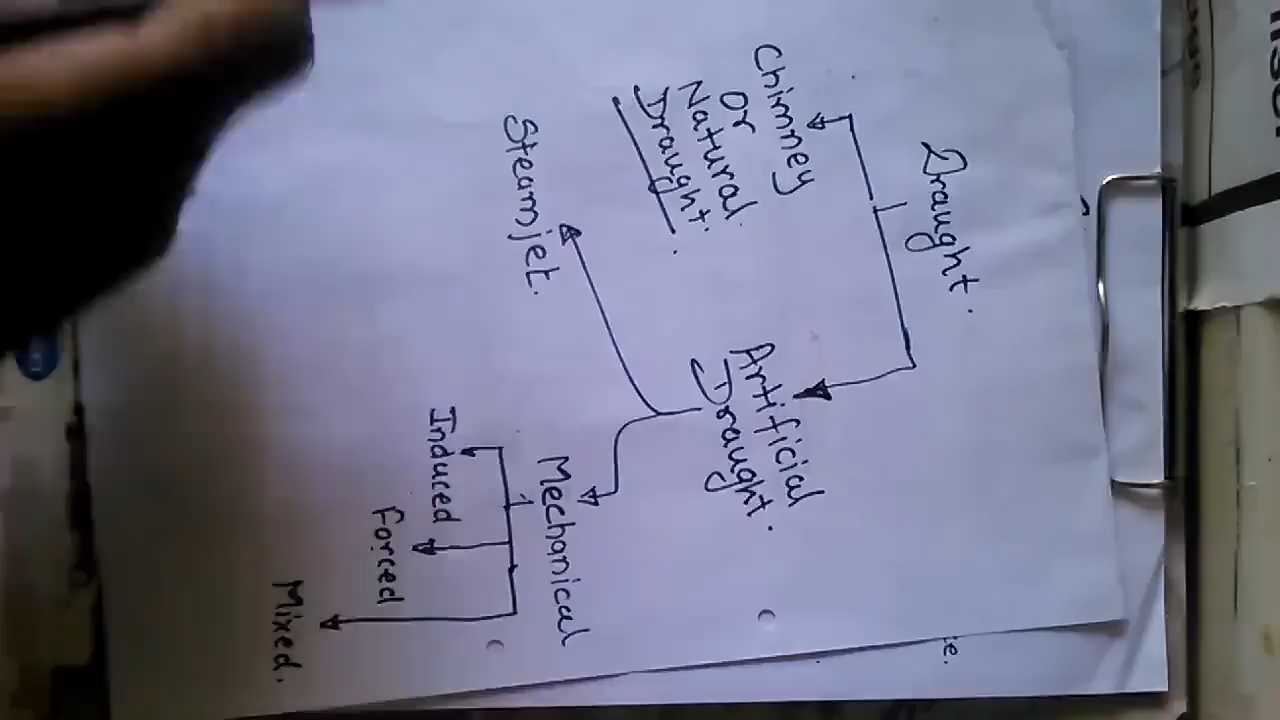 Draught.
Chimney
or
Natural
Draught.
Artificial
Draught.
Steamjet.
Mechanical
Induced
Forced
Mixed.